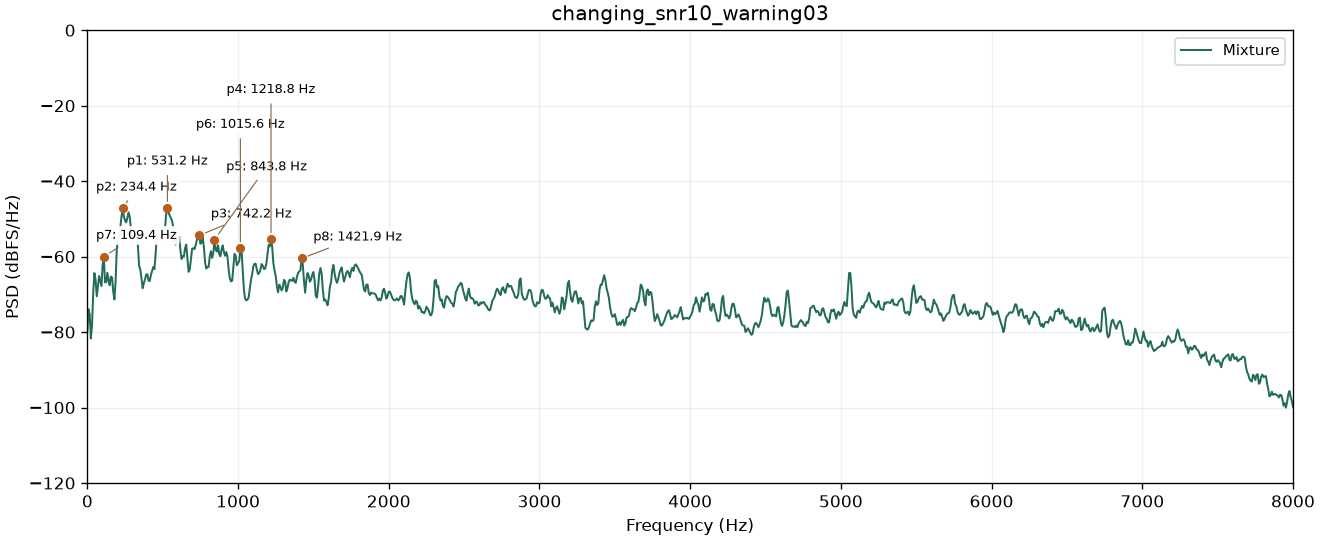 changing_snr10_warning03
Mixture
p4: 1218.8 Hz
p6: 1015.6 Hz
p1: 531.2 Hz
p5: 843.8 Hz
p2: 234.4 Hz
p3: 742.2 Hz
p7: 109.4 Hz
p8: 1421.9 Hz
0
−20
−40
−60
−80
−100
−120
PSD (dBFS/Hz)
0
1000
2000
3000
4000
5000
6000
7000
8000
Frequency (Hz)